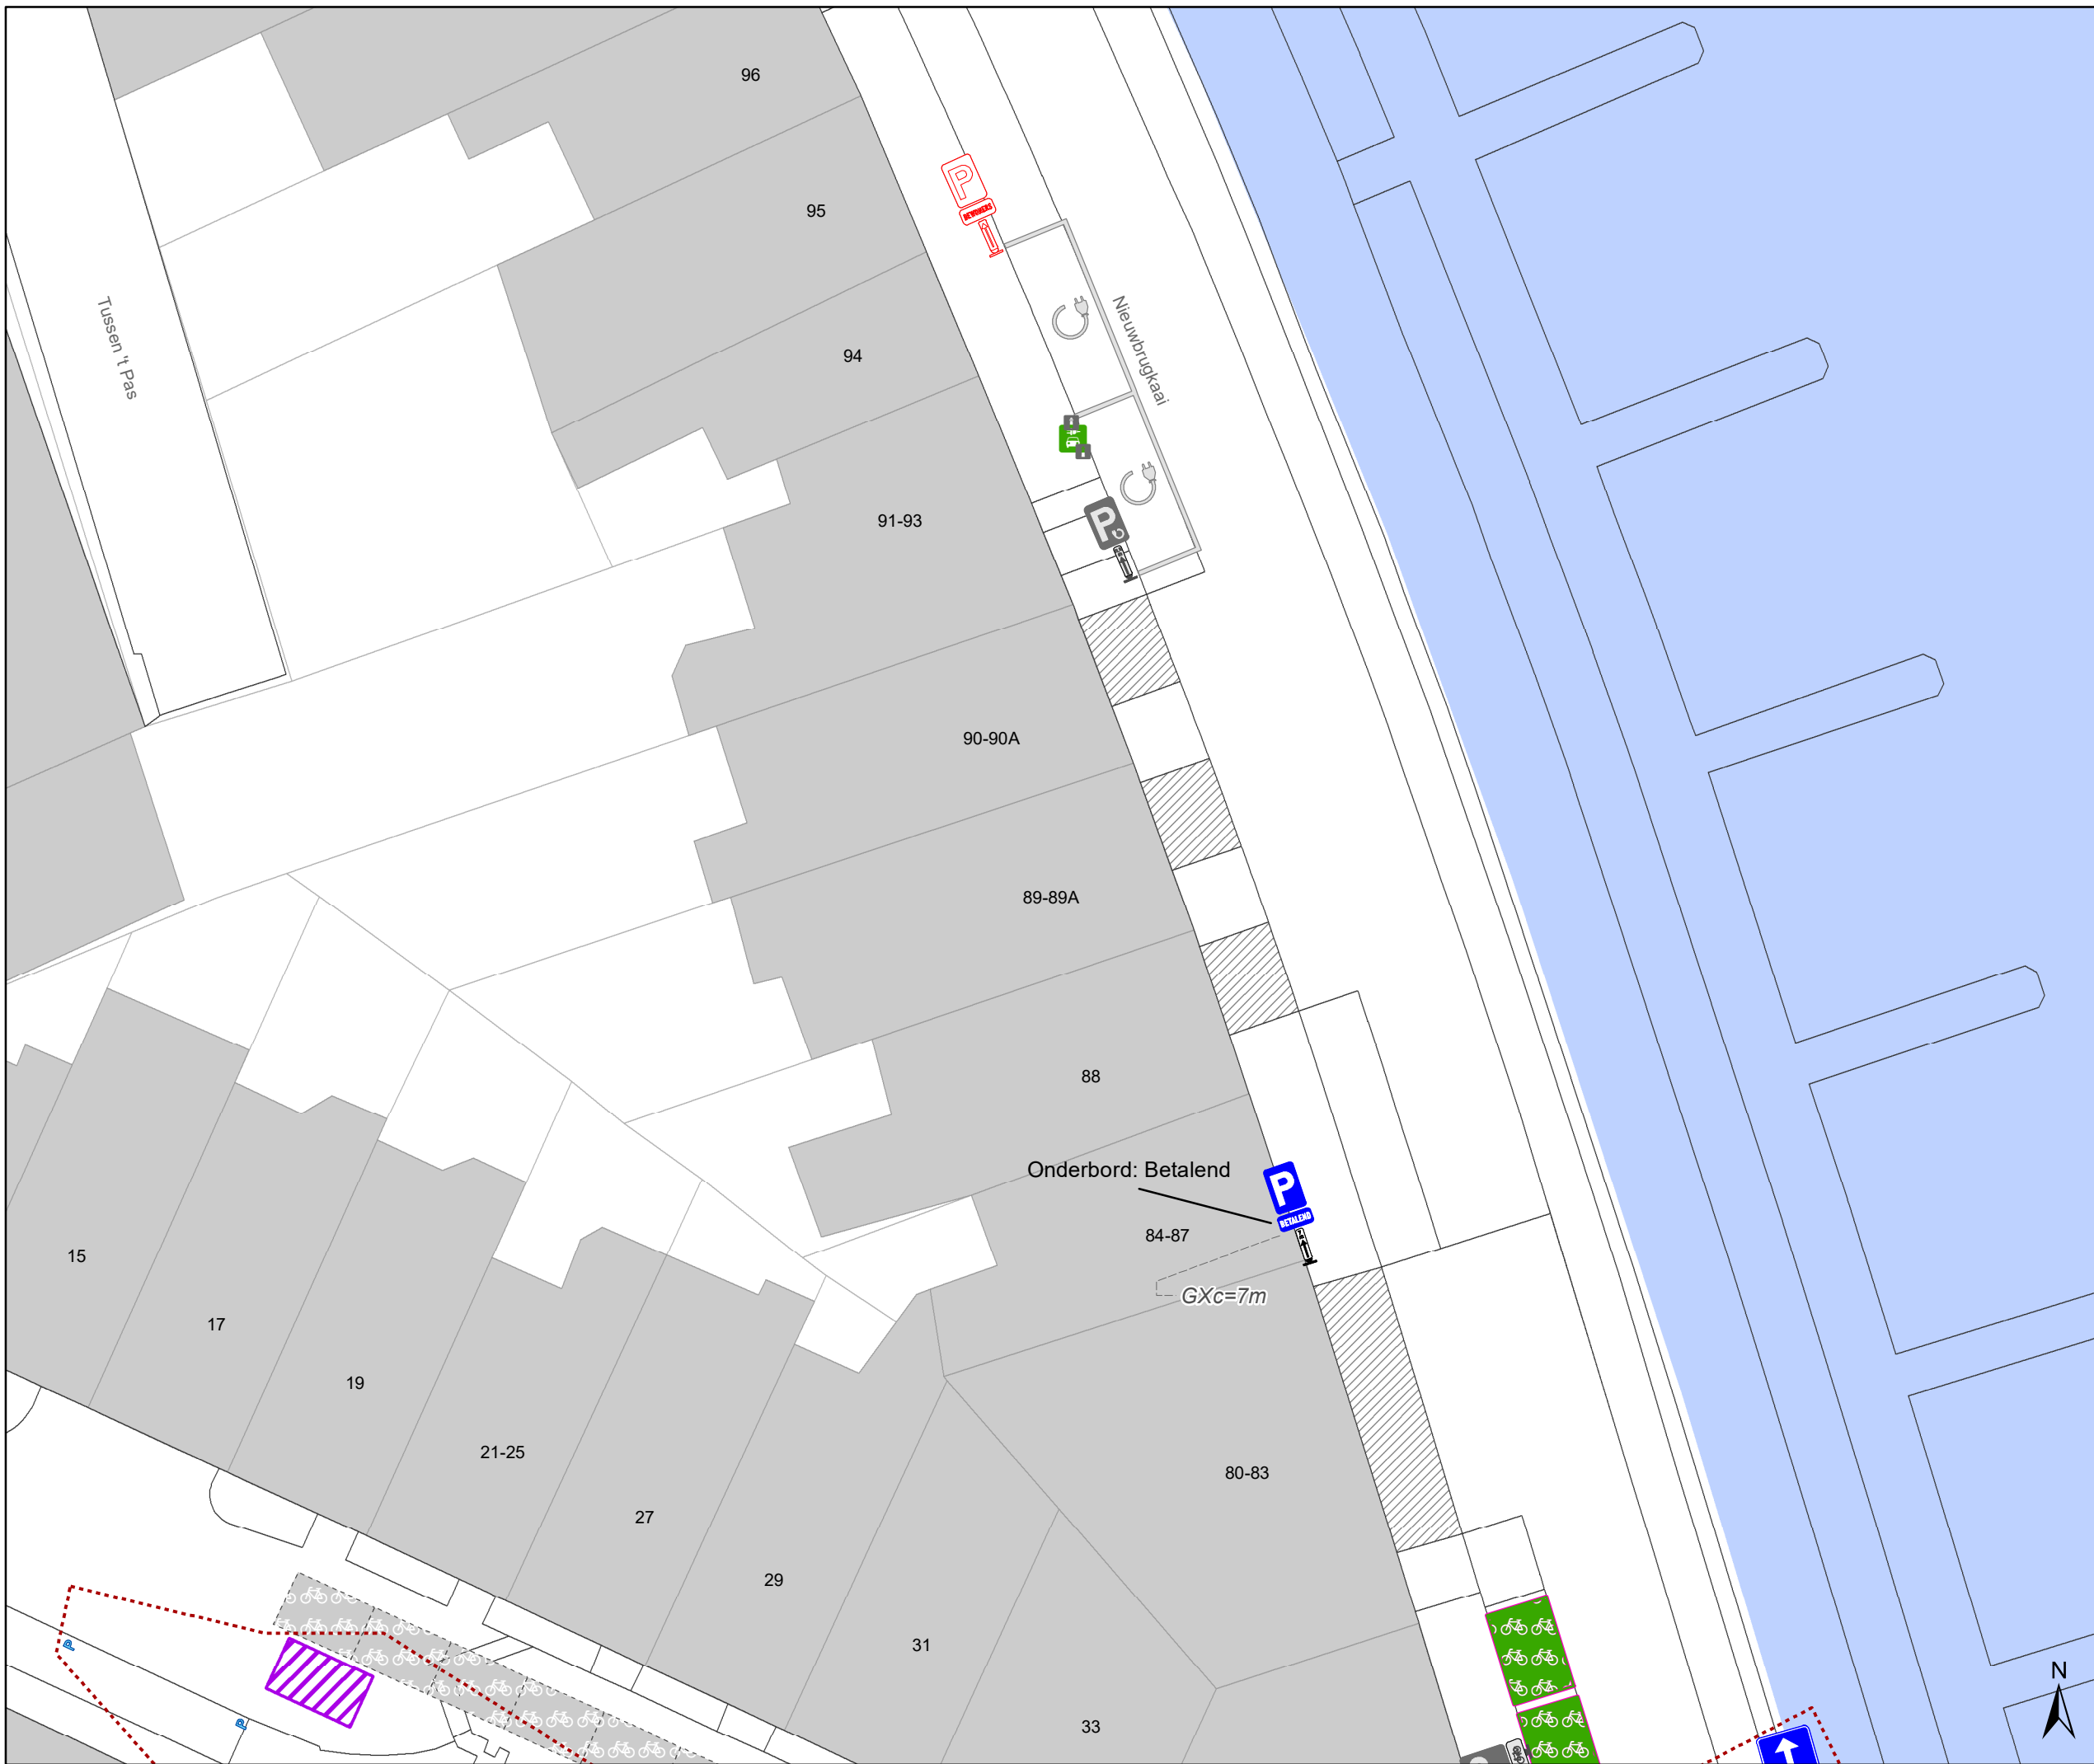 96
95
94
91-93
90-90A
89-89A
88
84-87
80-83
Tussen 't Pas
Nieuwbrugkaai
P
BEWONERS
P
Onderbord: Betalend
P
BETALEND
GXc=7m
15
17
19
21-25
27
29
31
33
P
P
N